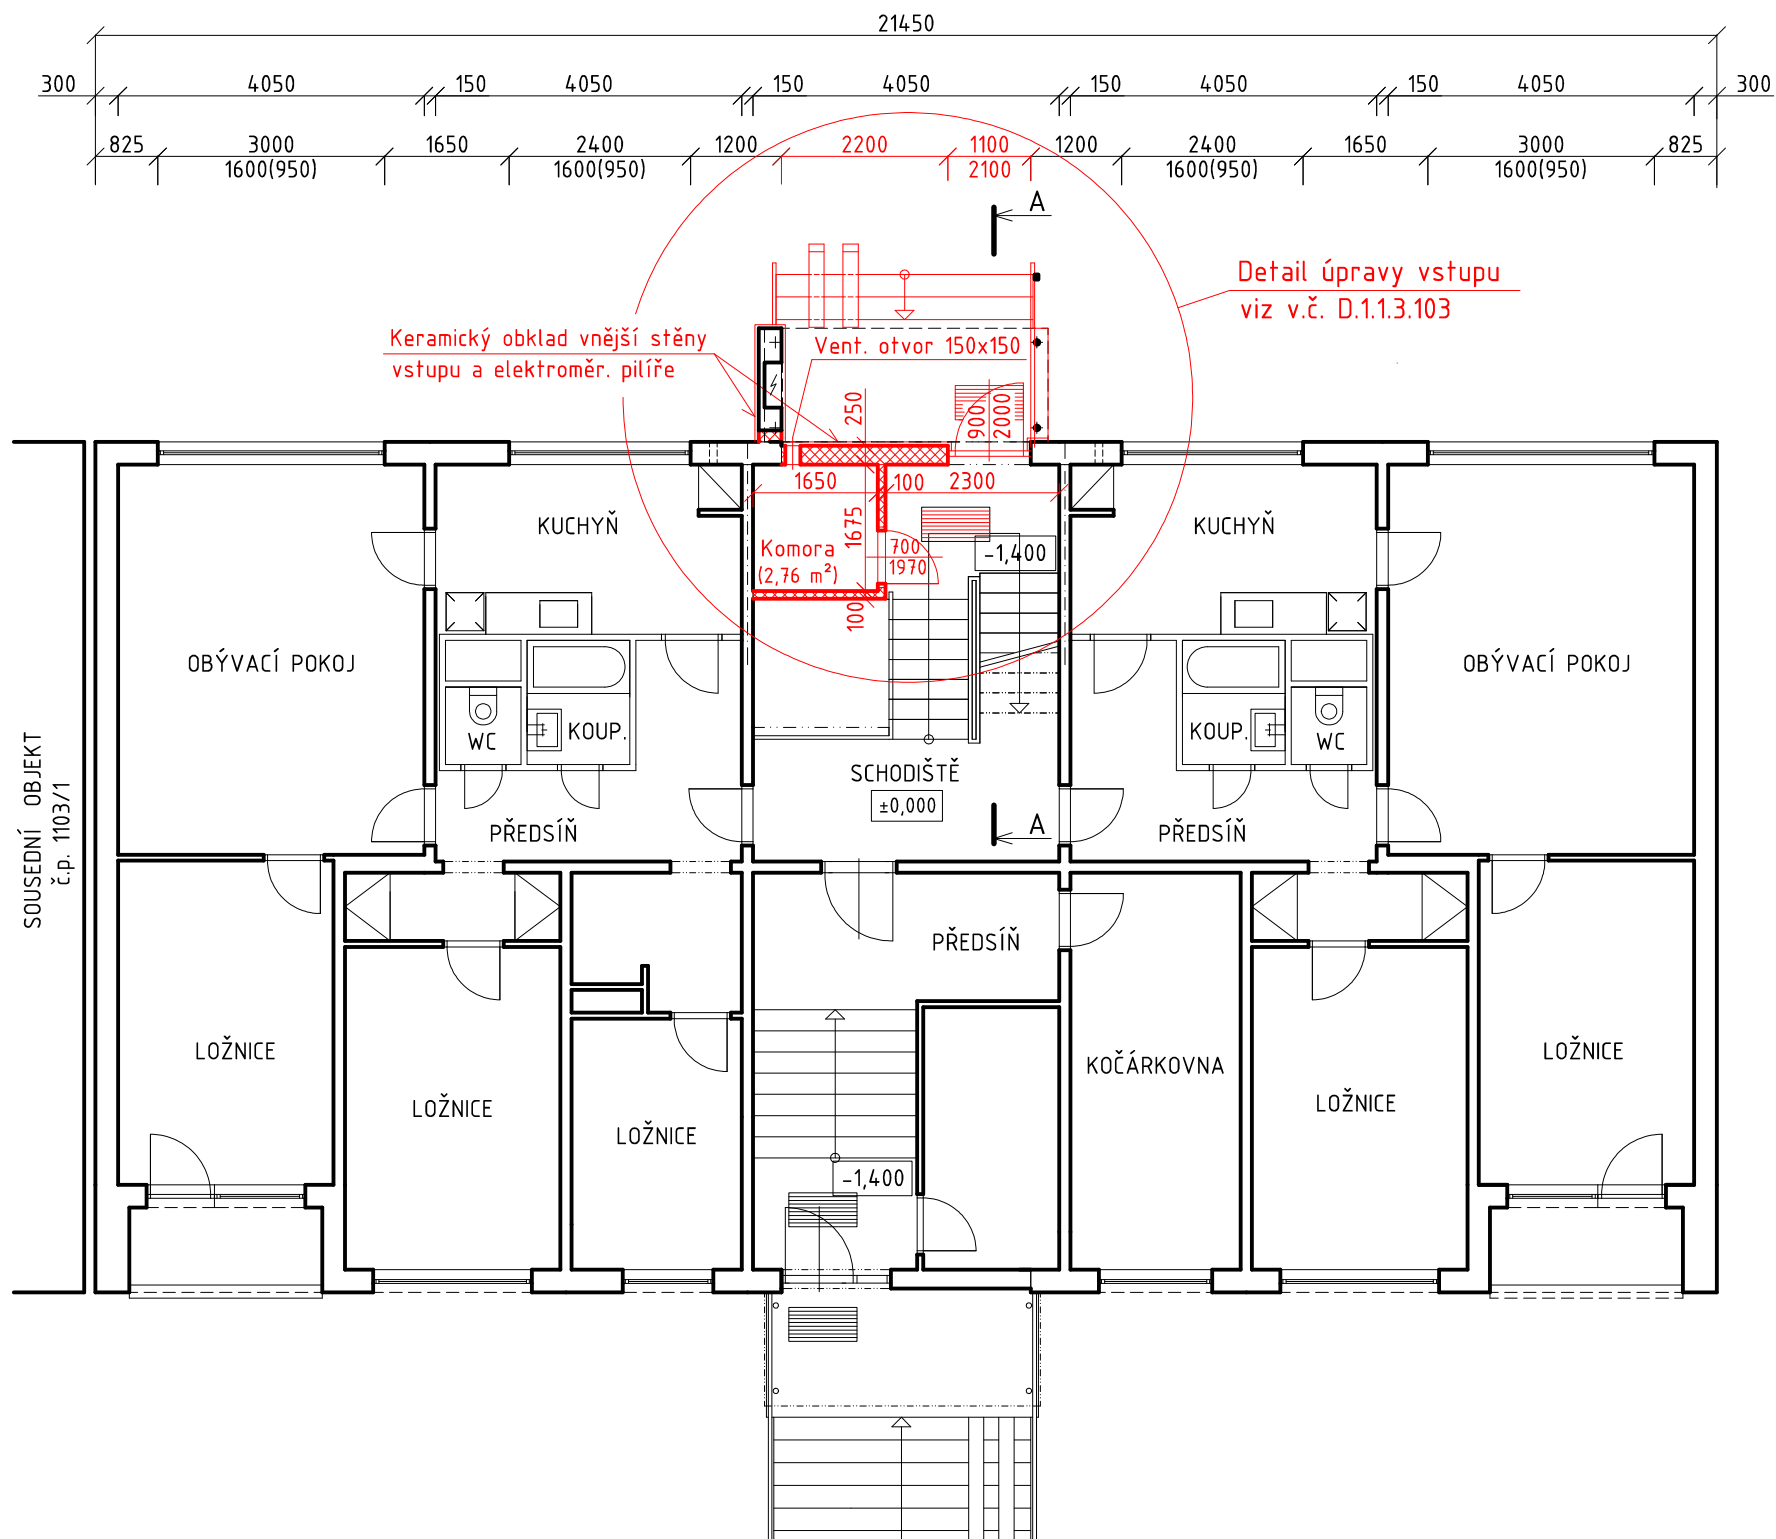 21450
300 4050 150 4050 150 4050 150 4050 150 4050 300
825 3000 1650 2400 1200 2200 1100 1200 2400 1650 3000 825
1600(950) 1600(950) 2100 1600(950) 1600(950)
A
Detail úpravy vstupu
viz v.č. D.1.1.3.103
Keramický obklad vnější stěny
vstupu a elektroměr. pilíře
Vent. otvor 150x150
250
900
2000
1650 100 2300
1675
KUCHYŇ
KUCHYŇ
Komora
(2,76 m²)
700
1970
-1,400
100
OBÝVACÍ POKOJ
OBÝVACÍ POKOJ
WC
KOUP.
KOUP.
WC
SOUSEDNÍ OBJEKT
č.p. 1103/1
SCHODIŠTĚ
±0,000
A
PŘEDSÍŇ
PŘEDSÍŇ
PŘEDSÍŇ
LOŽNICE
LOŽNICE
LOŽNICE
KOČÁRKOVNA
LOŽNICE
LOŽNICE
-1,400